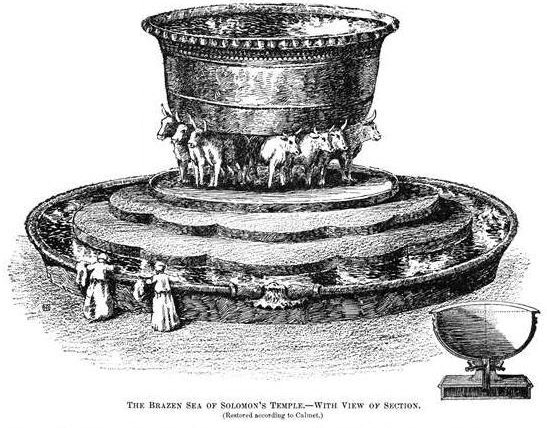 THE BRAZEN SEA OF SOLOMON'S TEMPLE.—WITH VIEW OF SECTION.
(Restored according to Calmet.)